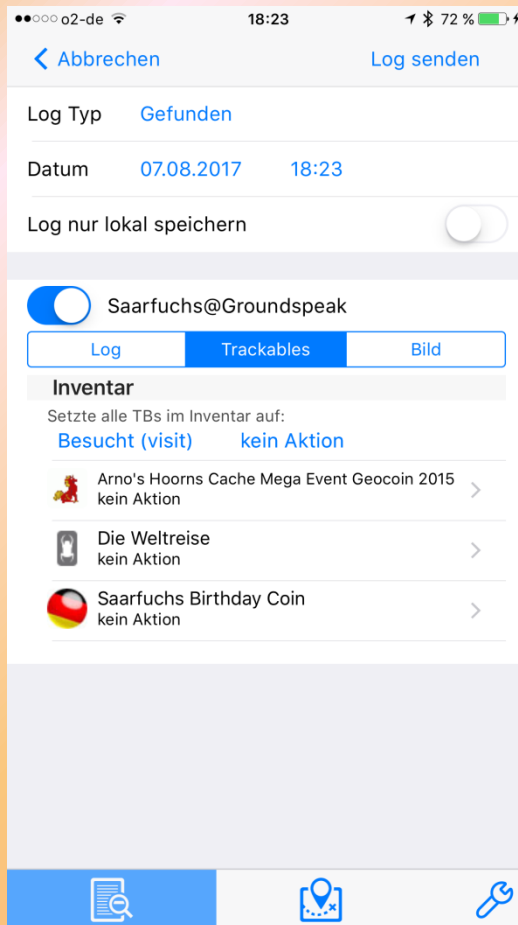 o2-de 18:23 72 %
Abbrechen Log senden
Log Typ Gefunden
Datum 07.08.2017 18:23
Log nur lokal speichern
Saarfuchs@Groundspeak
Log Trackables Bild
Inventar
Setzte alle TBs im Inventar auf:
Besucht (visit) kein Aktion
Arno's Hoorns Cache Mega Event Geocoin 2015
kein Aktion
Die Weltreise
kein Aktion
Saarfuchs Birthday Coin
kein Aktion